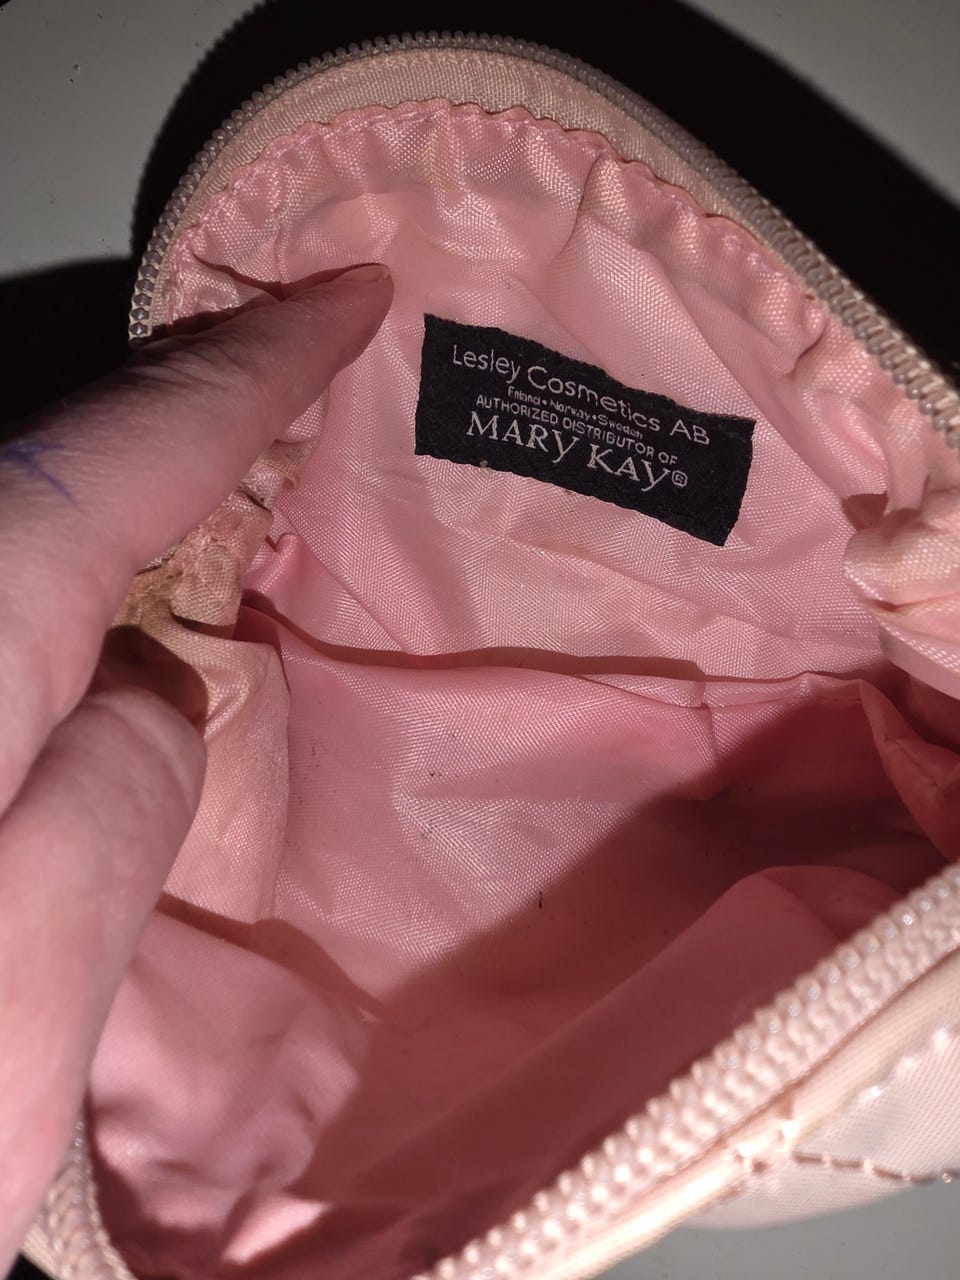 Lesley Cosmetics AB
Finland • Norway • Sweden
AUTHORIZED DISTRIBUTOR OF
MARY KAY®